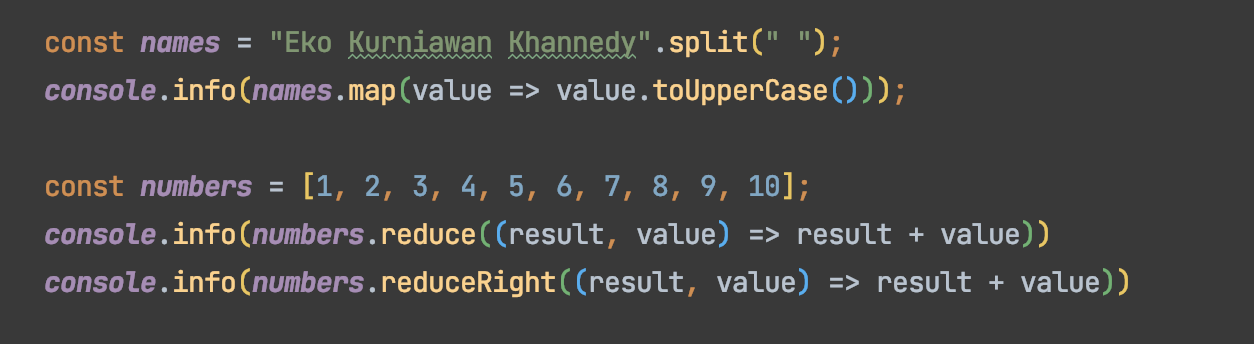 const names = "Eko Kurniawan Khannedy".split(" ");
console.info(names.map(value => value.toUpperCase()));
const numbers = [1, 2, 3, 4, 5, 6, 7, 8, 9, 10];
console.info(numbers.reduce((result, value) => result + value))
console.info(numbers.reduceRight((result, value) => result + value))